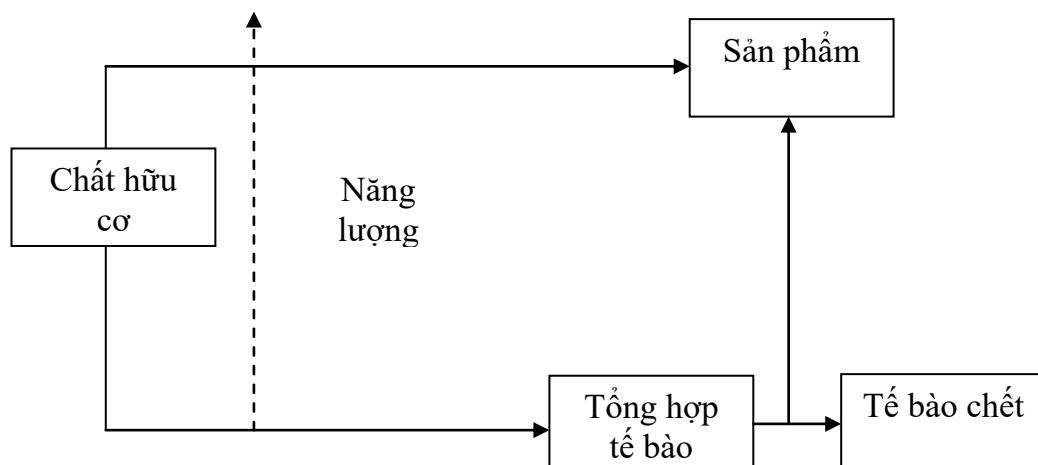 Sản phẩm
Chất hữu
cơ
Năng
lượng
Tổng hợp
tế bào
Tế bào chết